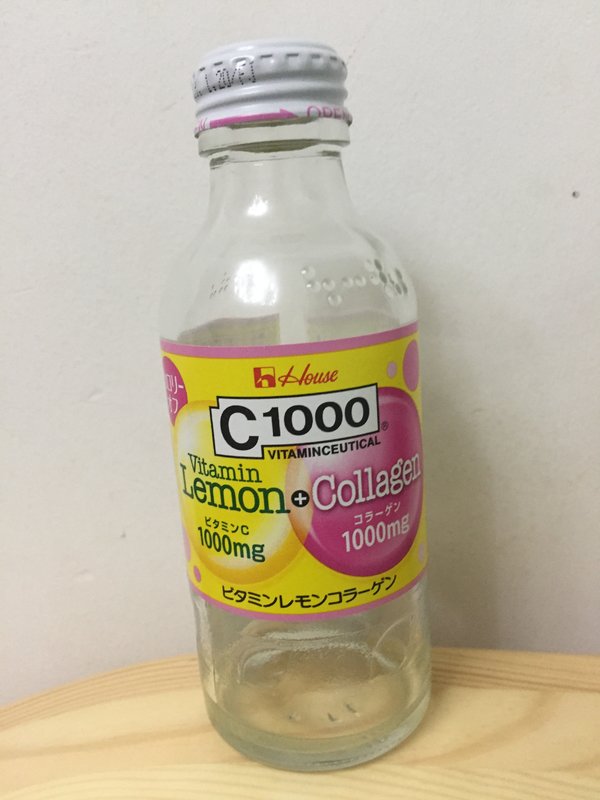 OPEN
House
C1000
®
VITAMINCEUTICAL
Vitamin
Lemon + Collagen
ビタミンC
1000mg
コラーゲン
1000mg
ビタミンレモンコラーゲン